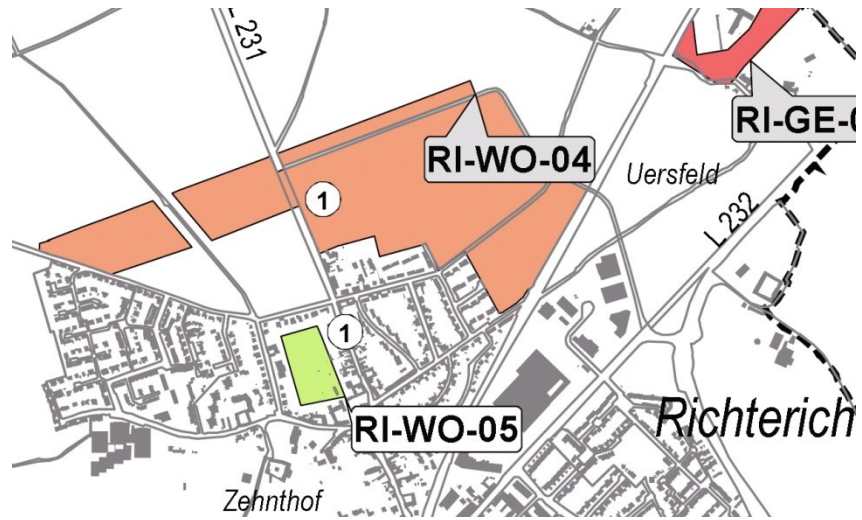 L 231
RI-WO-04
RI-GE-0
Uersfeld
1
L 232
1
RI-WO-05
Richterich
Zehnthof